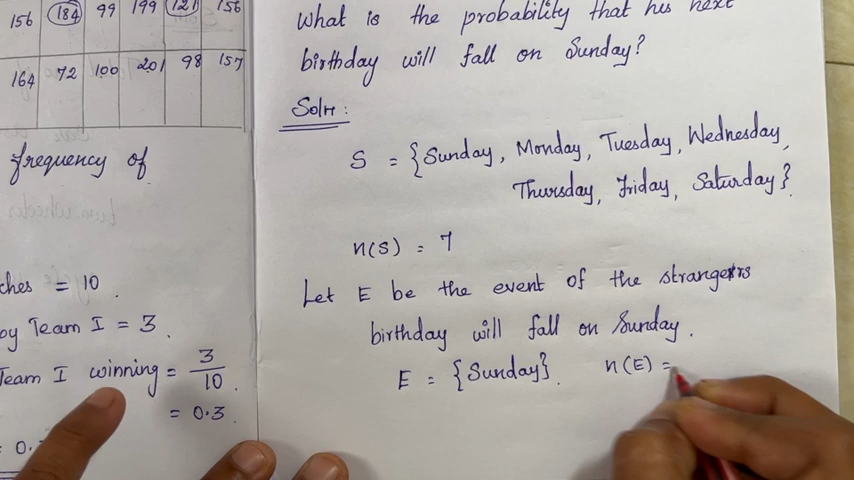 156 184 99 199 121 156
164 72 100 201 98 157
frequency of
ches = 10.
by Team I = 3.
Team I winning = 3/10.
= 0.3
= 0.
What is the probability that his next
birthday will fall on Sunday?
Soln:
S = {Sunday, Monday, Tuesday, Wednesday,
Thursday, Friday, Saturday}.
n(S) = 7
Let E be the event of the strangers
birthday will fall on Sunday.
E = {Sunday}. n(E) =